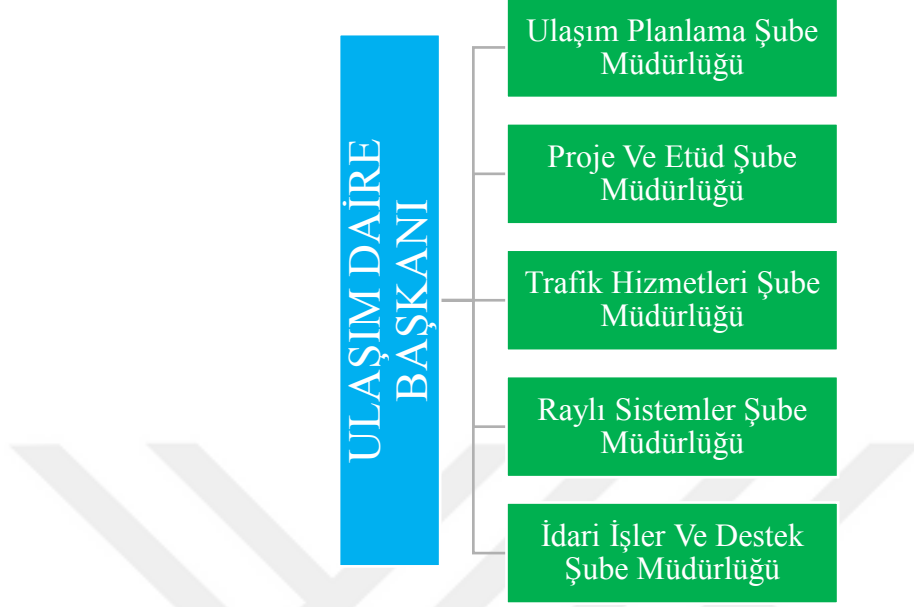 ULAŞIM DAİRE
BAŞKANI
Ulaşım Planlama Şube
Müdürlüğü
Proje Ve Etüd Şube
Müdürlüğü
Trafik Hizmetleri Şube
Müdürlüğü
Raylı Sistemler Şube
Müdürlüğü
İdari İşler Ve Destek
Şube Müdürlüğü